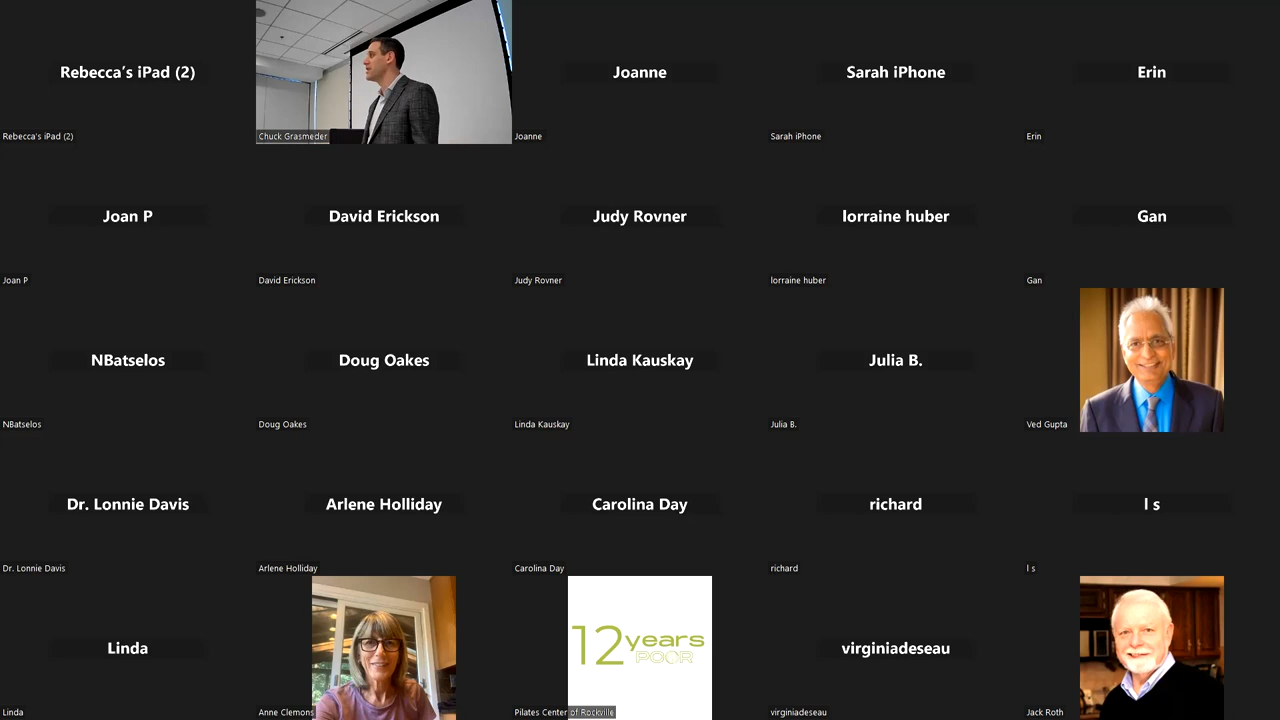 Rebecca's iPad (2)
Joanne
Sarah iPhone
Erin
Rebecca's iPad (2)
Chuck Grasmeder
Joanne
Sarah iPhone
Erin
Joan P
David Erickson
Judy Rovner
lorraine huber
Gan
Joan P
David Erickson
Judy Rovner
lorraine huber
Gan
NBatselos
Doug Oakes
Linda Kauskay
Julia B.
NBatselos
Doug Oakes
Linda Kauskay
Julia B.
Ved Gupta
Dr. Lonnie Davis
Arlene Holliday
Carolina Day
richard
l s
Dr. Lonnie Davis
Arlene Holliday
Carolina Day
richard
l s
Linda
12 years
PCOR
virginiadeseau
Linda
Anne Clemons
Pilates Center of Rockville
virginiadeseau
Jack Roth